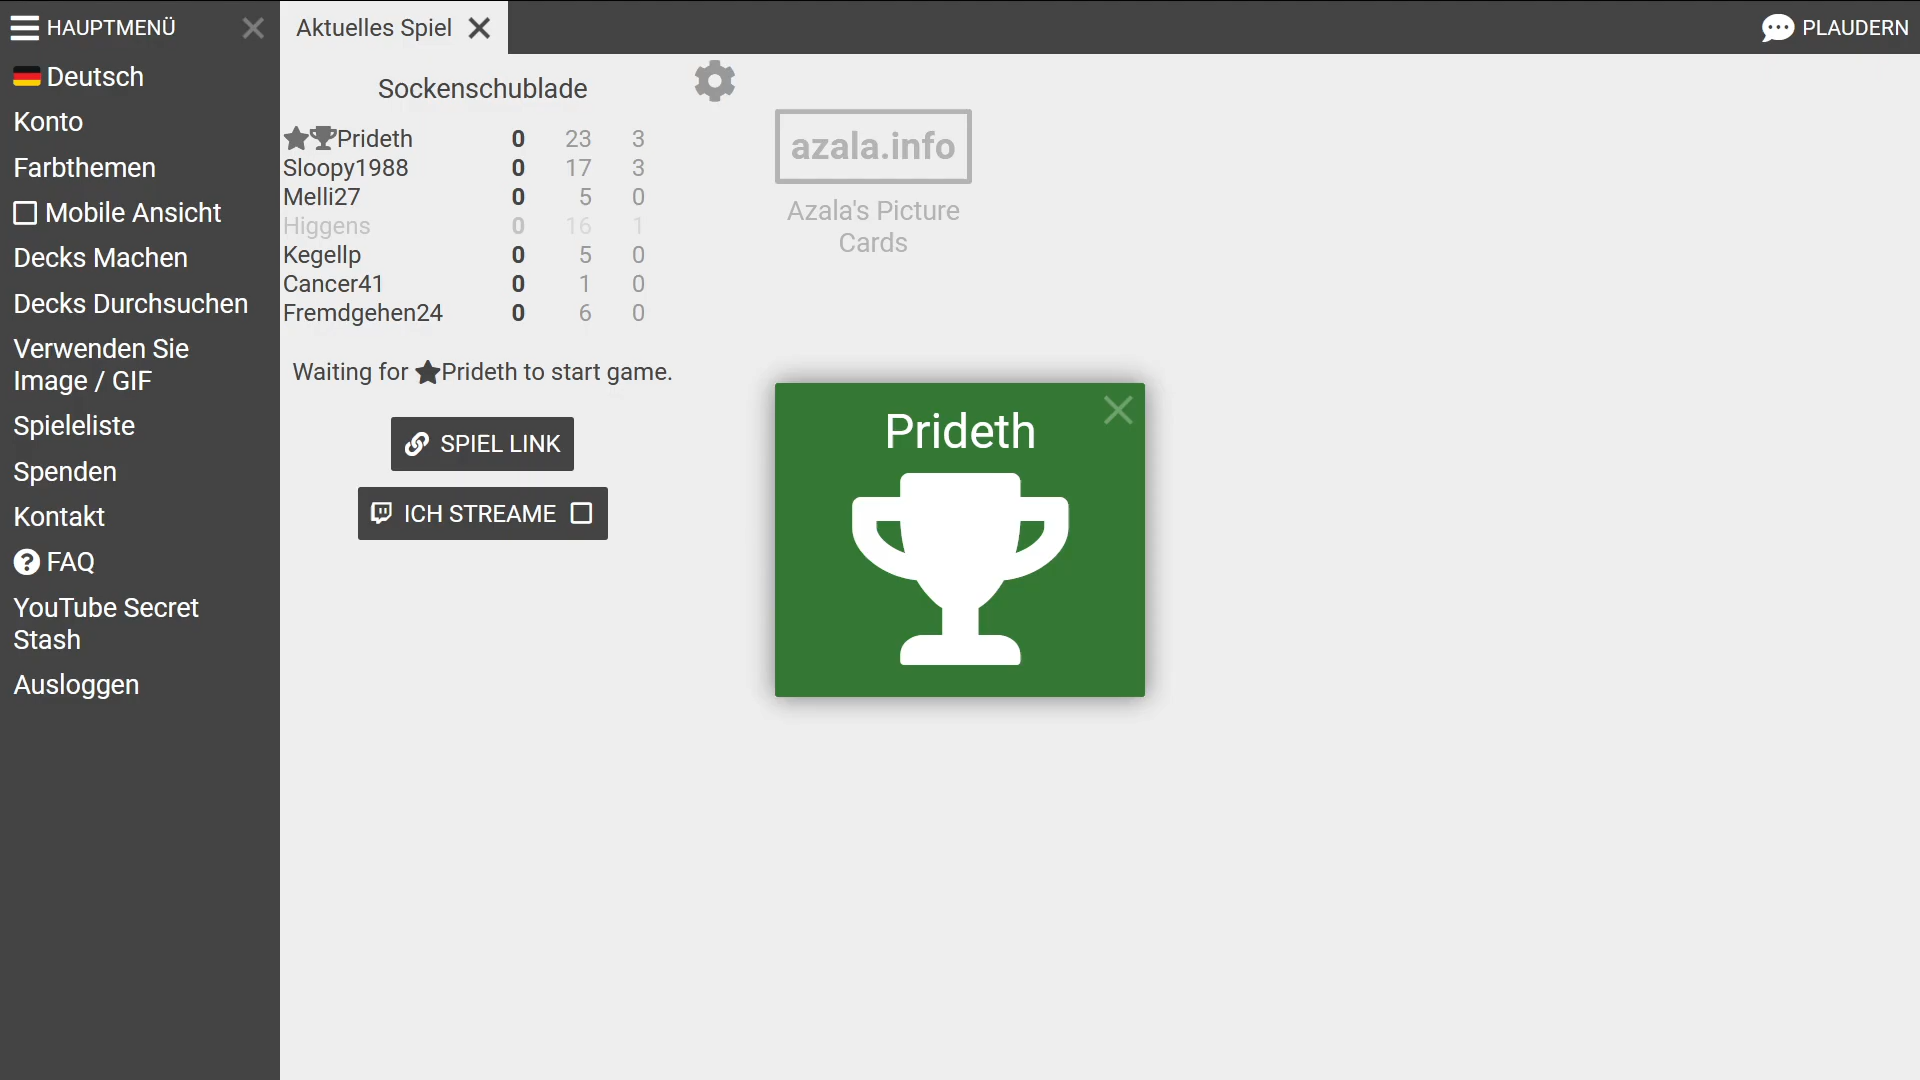 HAUPTMENÜ
Aktuelles Spiel
PLAUDERN
Deutsch
Konto
Farbthemen
Mobile Ansicht
Decks Machen
Decks Durchsuchen
Verwenden Sie
Image / GIF
Spieleliste
Spenden
Kontakt
FAQ
YouTube Secret
Stash
Ausloggen
Sockenschublade
Prideth 0 23 3
Sloopy1988 0 17 3
Melli27 0 5 0
Higgens 0 16 1
Kegellp 0 5 0
Cancer41 0 1 0
Fremdgehen24 0 6 0
Waiting for Prideth to start game.
SPIEL LINK
ICH STREAME
azala.info
Azala's Picture
Cards
Prideth